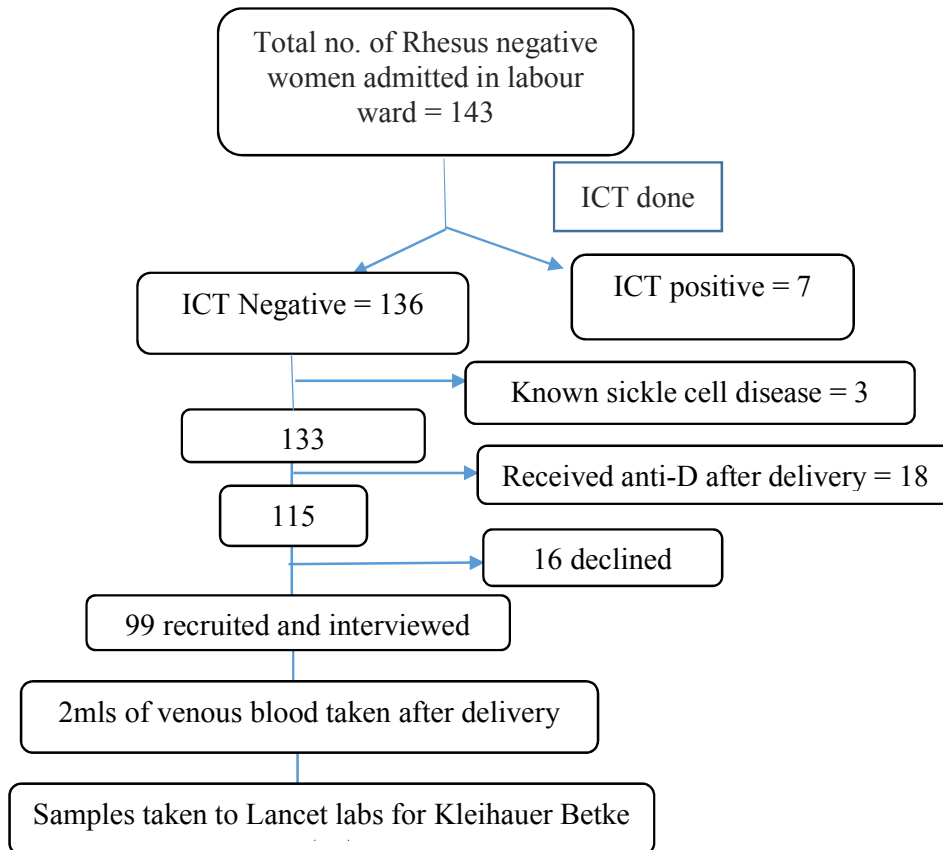 Total no. of Rhesus negative
women admitted in labour
ward = 143
ICT done
ICT Negative = 136
ICT positive = 7
Known sickle cell disease = 3
133
Received anti-D after delivery = 18
115
16 declined
99 recruited and interviewed
2mls of venous blood taken after delivery
Samples taken to Lancet labs for Kleihauer Betke